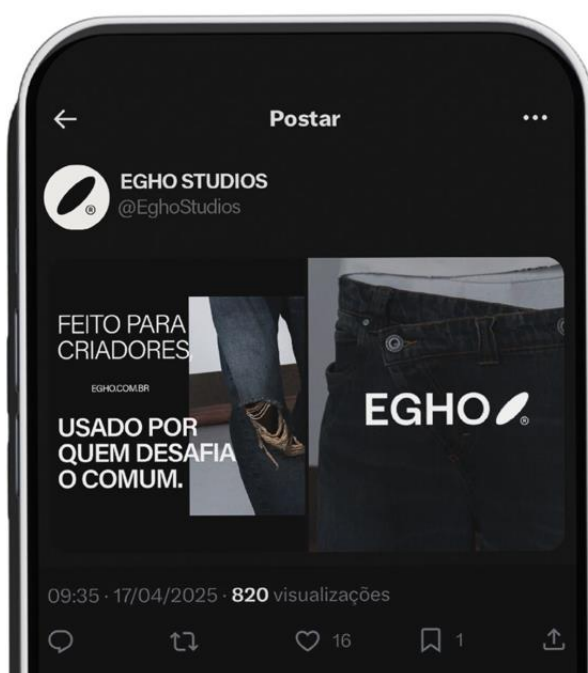 Postar
EGHO STUDIOS
@EghoStudios
FEITO PARA
CRIADORES,
EGHO.COM.BR
USADO POR
QUEM DESAFIA
O COMUM.
EGHO
®
09:35 · 17/04/2025 · 820 visualizações
16
1